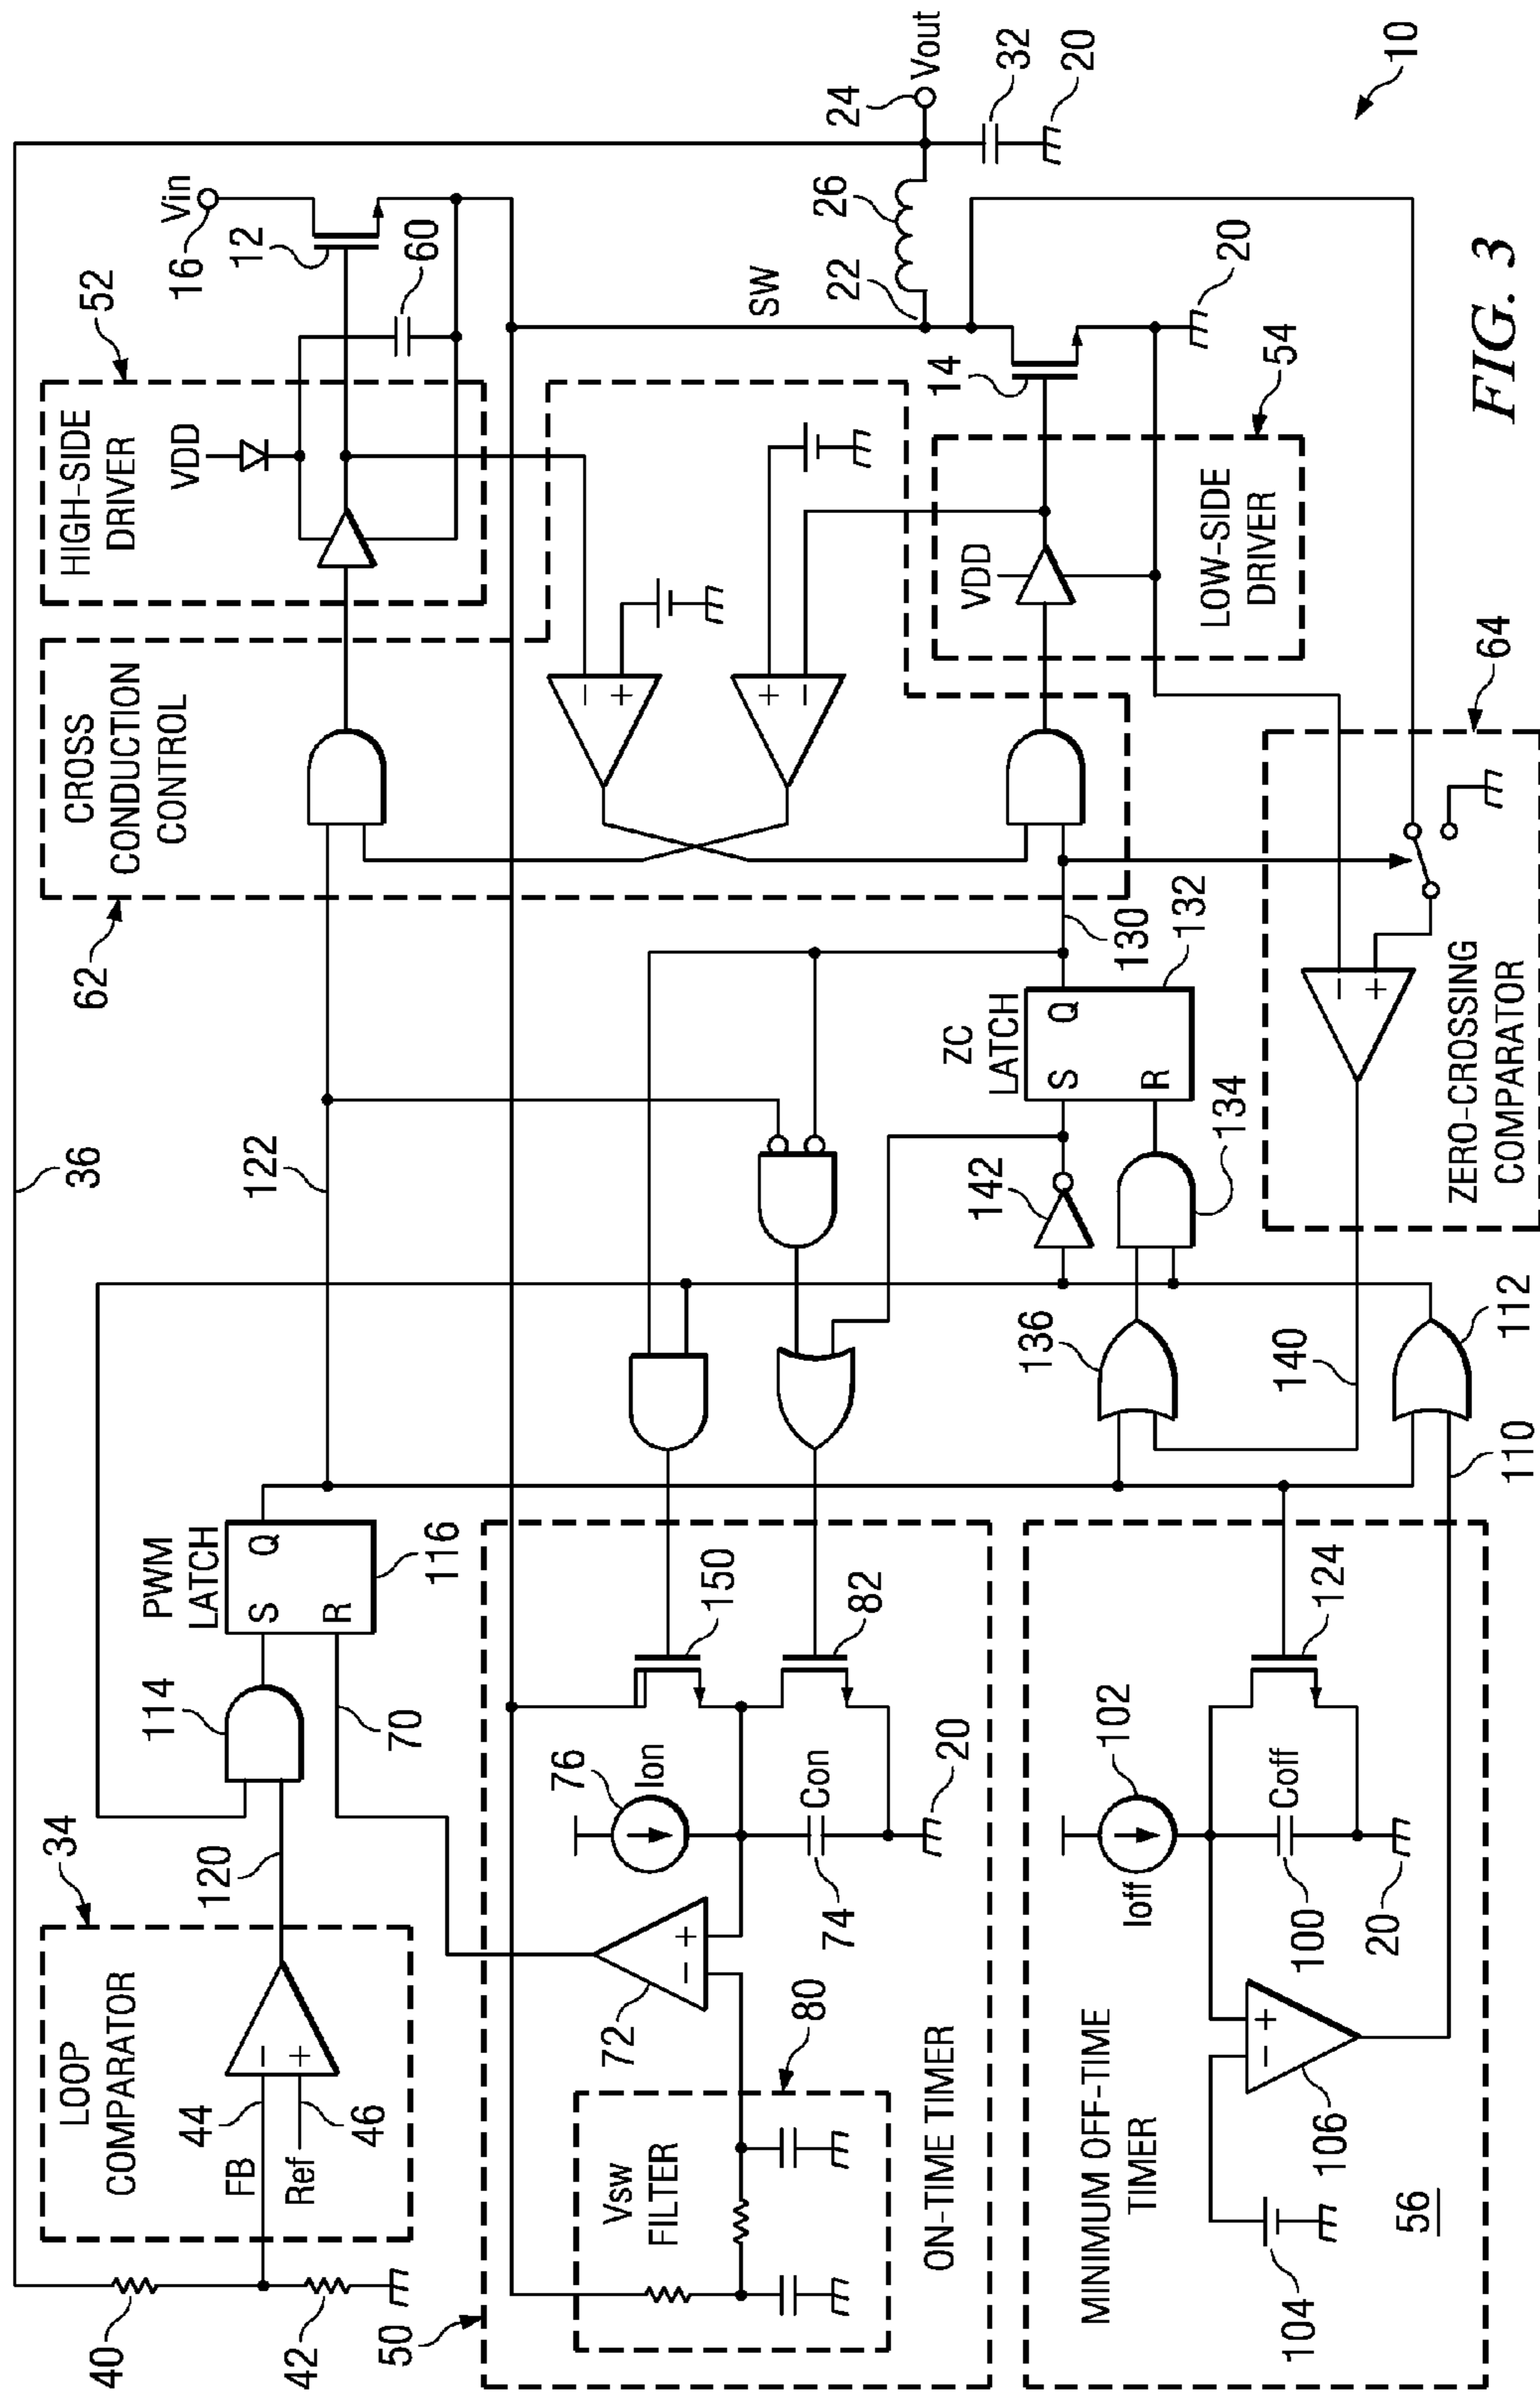 36
40
42
44
FB
Ref
46
LOOP
COMPARATOR
34
120
114
70
PWM
LATCH
S
R
Q
116
122
62
CROSS
CONDUCTION
CONTROL
HIGH-SIDE
DRIVER
52
VDD
16
Vin
12
60
SW
22
26
24
Vout
32
20
10
50
Vsw
FILTER
80
ON-TIME TIMER
72
−
+
76
Ion
Con
74
20
150
82
−
+
+
−
14
VDD
LOW-SIDE
DRIVER
54
20
ZC
LATCH
S
R
Q
130
132
134
142
136
140
112
110
MINIMUM OFF-TIME
TIMER
56
104
106
−
+
102
Ioff
Coff
100
20
124
ZERO-CROSSING
COMPARATOR
−
+
64
−
+
FIG. 3